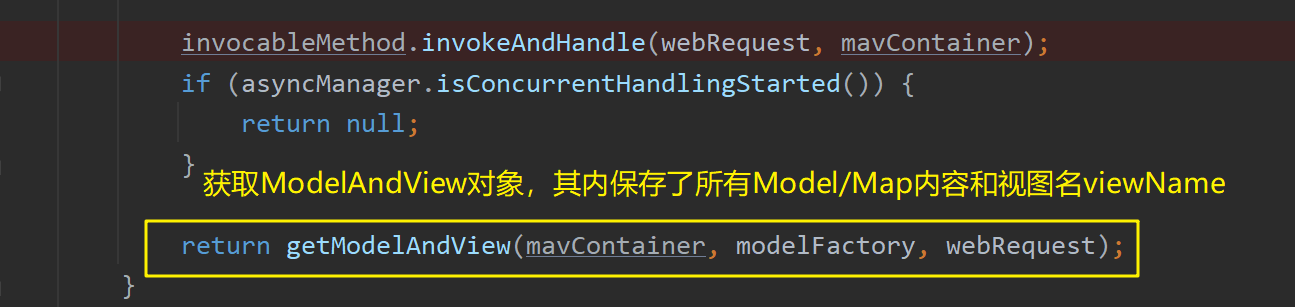 invocableMethod.invokeAndHandle(webRequest, mavContainer);
if (asyncManager.isConcurrentHandlingStarted()) {
return null;
}
获取ModelAndView对象，其内保存了所有Model/Map内容和视图名viewName
return getModelAndView(mavContainer, modelFactory, webRequest);
}